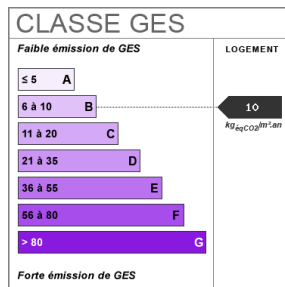 CLASSE GES
Faible émission de GES
LOGEMENT
≤ 5 A
6 à 10 B
10
kgéqCO2/m².an
11 à 20 C
21 à 35 D
36 à 55 E
56 à 80 F
> 80 G
Forte émission de GES